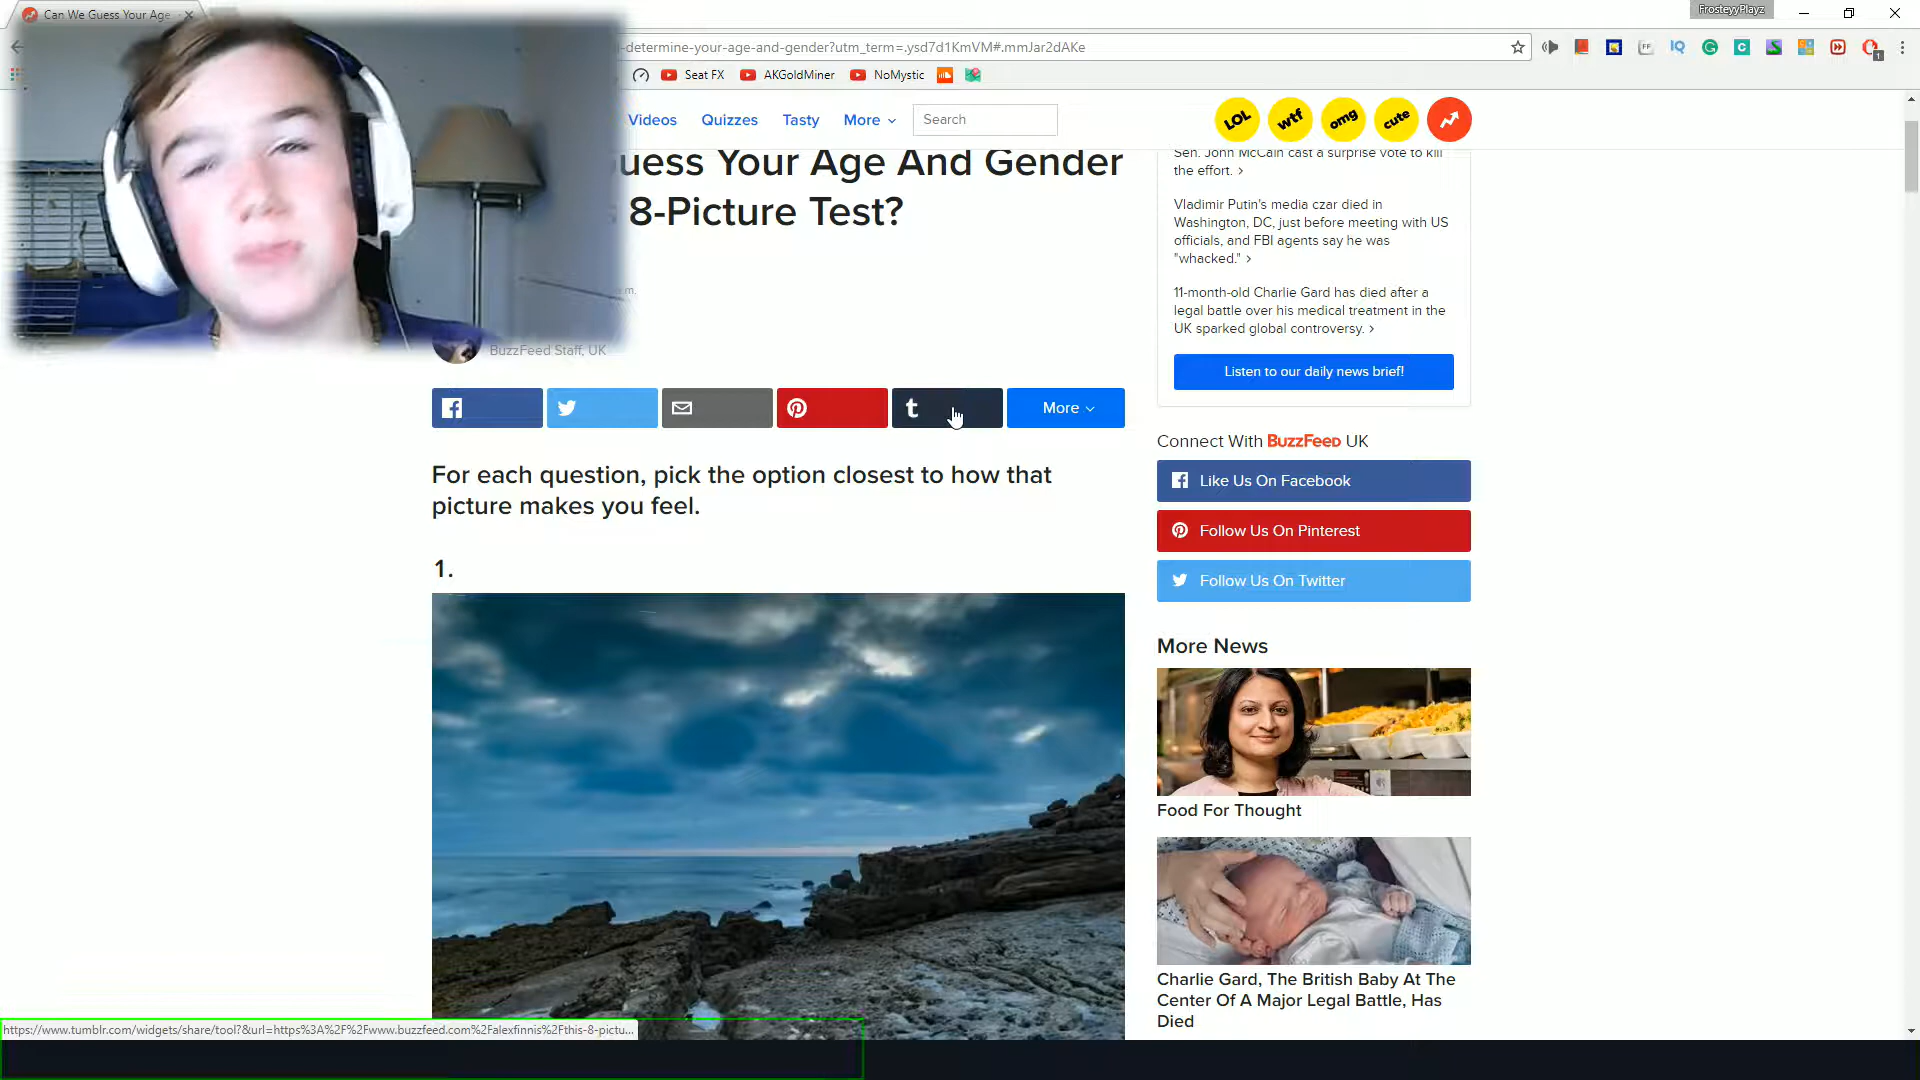 Can We Guess Your Age
FrosteyyPlayz
-determine-your-age-and-gender?utm_term=.ysd7d1KmVM#.mmJar2dAKe
FF
IQ
1
Seat FX
AKGoldMiner
NoMystic
Videos
Quizzes
Tasty
More
Search
LOL
wtf
omg
cute
uess Your Age And Gender
8-Picture Test?
.m.
BuzzFeed Staff, UK
Sen. John McCain cast a surprise vote to kill
the effort. ›
Vladimir Putin's media czar died in
Washington, DC, just before meeting with US
officials, and FBI agents say he was
"whacked." ›
11-month-old Charlie Gard has died after a
legal battle over his medical treatment in the
UK sparked global controversy. ›
Listen to our daily news brief!
More
For each question, pick the option closest to how that
picture makes you feel.
1.
Connect With BuzzFeed UK
Like Us On Facebook
Follow Us On Pinterest
Follow Us On Twitter
More News
Food For Thought
Charlie Gard, The British Baby At The
Center Of A Major Legal Battle, Has
Died
https://www.tumblr.com/widgets/share/tool?&url=https%3A%2F%2Fwww.buzzfeed.com%2Falexfinnis%2Fthis-8-pictu...